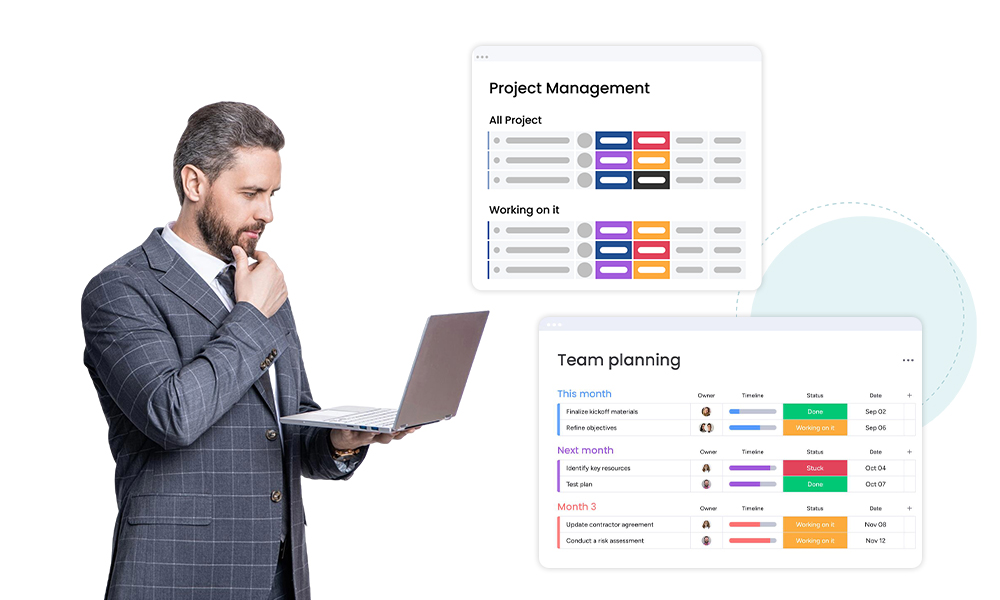 Project Management
All Project
Working on it
Team planning
This month Owner Timeline Status Date +
Finalize kickoff materials Done Sep 02
Refine objectives Working on it Sep 06
Next month Owner Timeline Status Date +
Identify key resources Stuck Oct 04
Test plan Done Oct 07
Month 3 Owner Timeline Status Date +
Update contractor agreement Working on it Nov 08
Conduct a risk assessment Working on it Nov 12